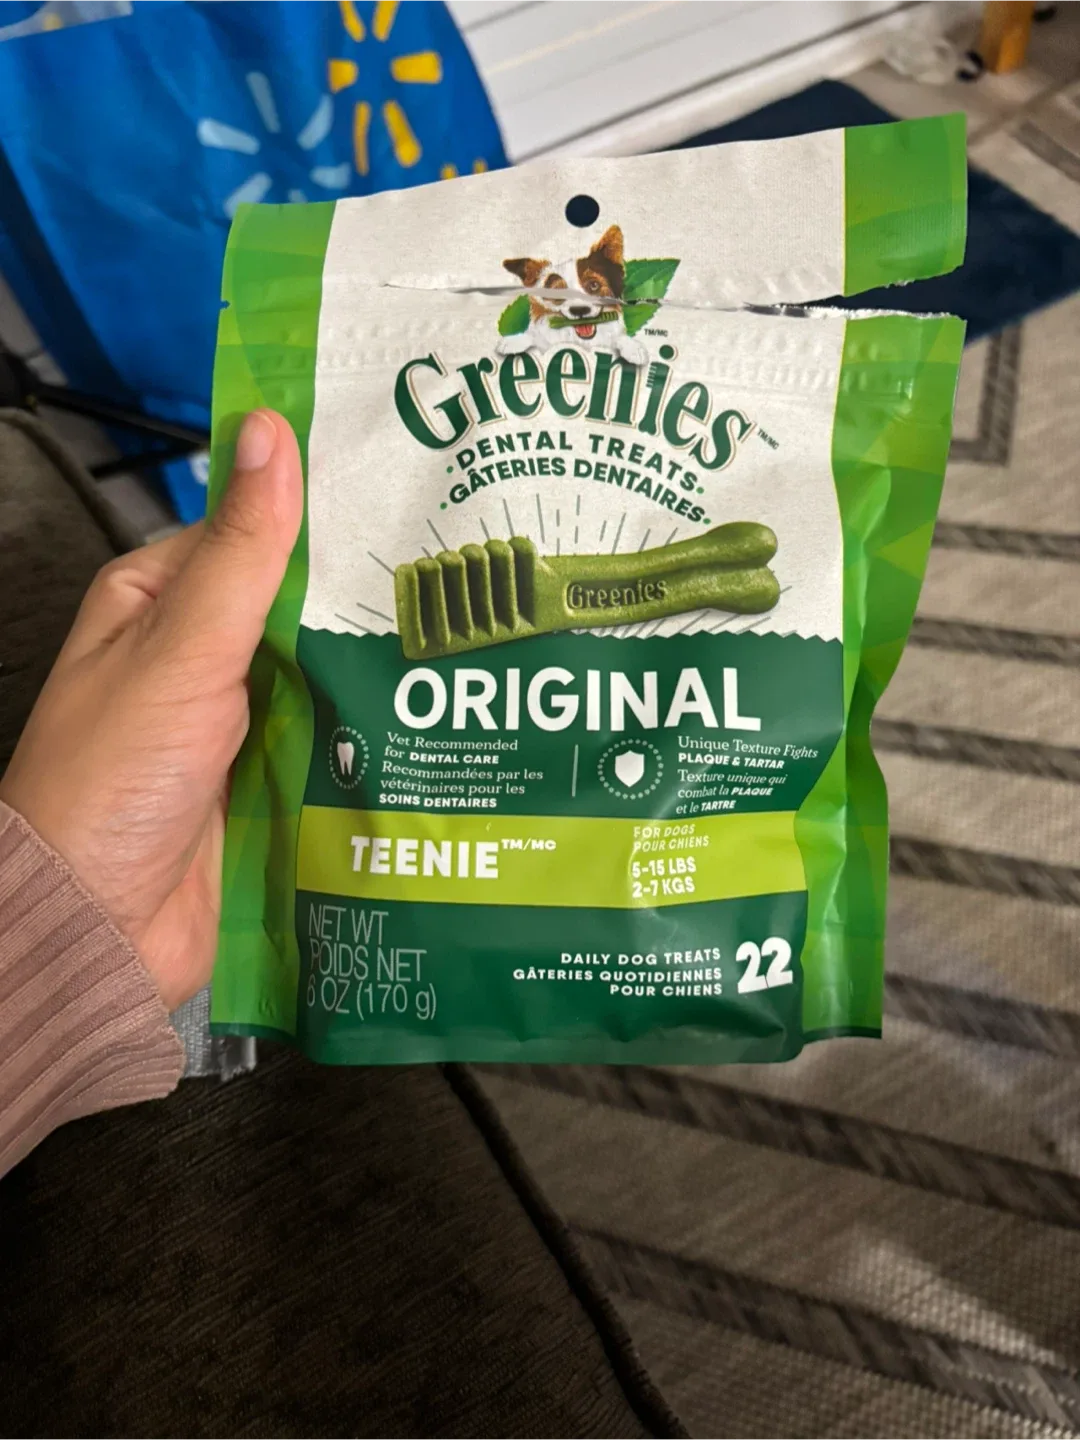 TM/MC
Greenies TM/MC
·DENTAL TREATS·
·GÂTERIES DENTAIRES·
Greenies
ORIGINAL
Vet Recommended
for DENTAL CARE
Recommandées par les
vétérinaires pour les
SOINS DENTAIRES
Unique Texture Fights
PLAQUE & TARTAR
Texture unique qui
combat la PLAQUE
et le TARTRE
TEENIE TM/MC
FOR DOGS
POUR CHIENS
5-15 LBS
2-7 KGS
NET WT
POIDS NET
6 OZ (170 g)
DAILY DOG TREATS
GÂTERIES QUOTIDIENNES
POUR CHIENS
22